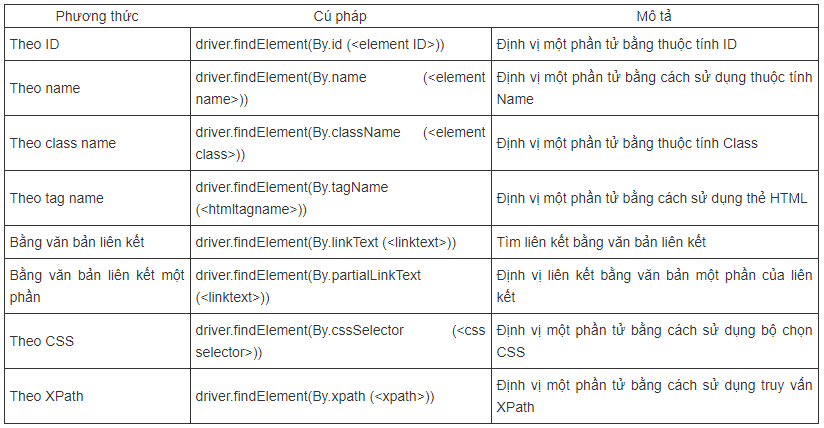 Phương thức Cú pháp Mô tả
Theo ID driver.findElement(By.id (<element ID>)) Định vị một phần tử bằng thuộc tính ID
Theo name driver.findElement(By.name (<element name>)) Định vị một phần tử bằng cách sử dụng thuộc tính Name
Theo class name driver.findElement(By.className (<element class>)) Định vị một phần tử bằng thuộc tính Class
Theo tag name driver.findElement(By.tagName (<htmltagname>)) Định vị một phần tử bằng cách sử dụng thẻ HTML
Bằng văn bản liên kết driver.findElement(By.linkText (<linktext>)) Tìm liên kết bằng văn bản liên kết
Bằng văn bản liên kết một phần driver.findElement(By.partialLinkText (<linktext>)) Định vị liên kết bằng văn bản một phần của liên kết
Theo CSS driver.findElement(By.cssSelector (<css selector>)) Định vị một phần tử bằng cách sử dụng bộ chọn CSS
Theo XPath driver.findElement(By.xpath (<xpath>)) Định vị một phần tử bằng cách sử dụng truy vấn XPath